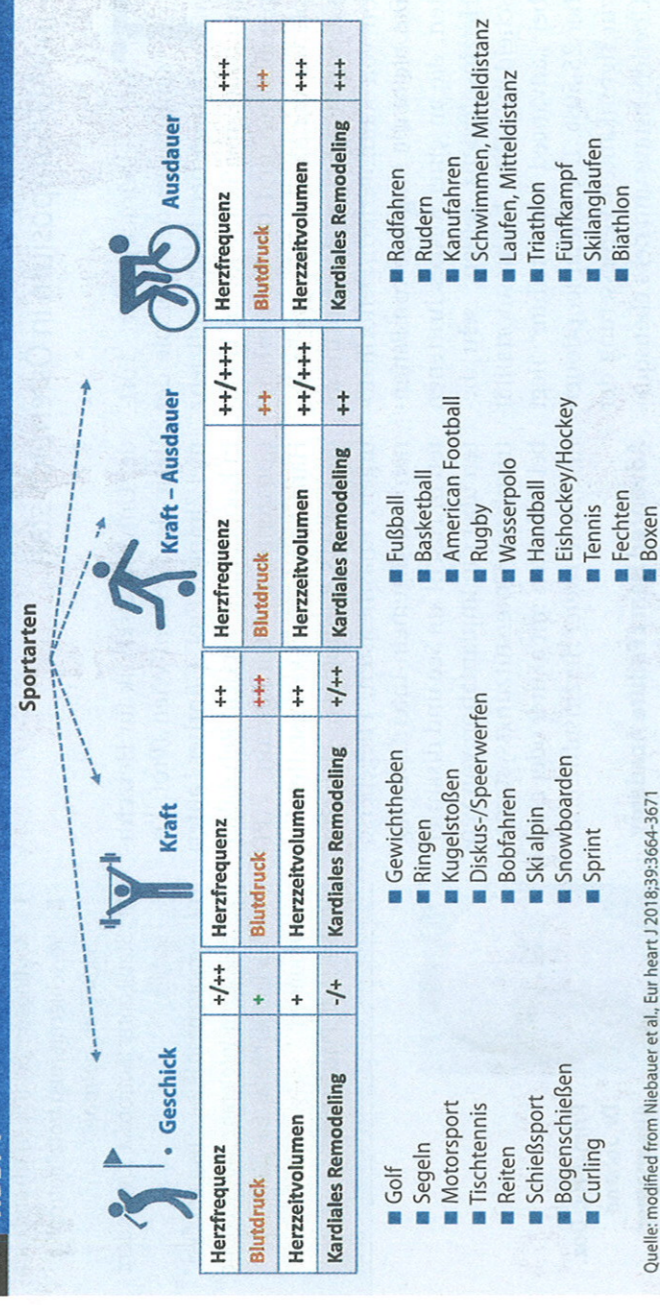 Sportarten
Geschick
Herzfrequenz +/++
Blutdruck +
Herzzeitvolumen +
Kardiales Remodeling -/+
Golf
Segeln
Motorsport
Tischtennis
Reiten
Schießsport
Bogenschießen
Curling
Kraft
Herzfrequenz ++
Blutdruck +++
Herzzeitvolumen ++
Kardiales Remodeling +/++
Gewichtheben
Ringen
Kugelstoßen
Diskus-/Speerwerfen
Bobfahren
Ski alpin
Snowboarden
Sprint
Kraft – Ausdauer
Herzfrequenz ++/+++
Blutdruck ++
Herzzeitvolumen ++/+++
Kardiales Remodeling ++
Fußball
Basketball
American Football
Rugby
Wasserpolo
Handball
Eishockey/Hockey
Tennis
Fechten
Boxen
Ausdauer
Herzfrequenz +++
Blutdruck ++
Herzzeitvolumen +++
Kardiales Remodeling +++
Radfahren
Rudern
Kanufahren
Schwimmen, Mitteldistanz
Laufen, Mitteldistanz
Triathlon
Fünfkampf
Skilanglaufen
Biathlon
Quelle: modified from Niebauer et al., Eur heart J 2018;39:3664-3671